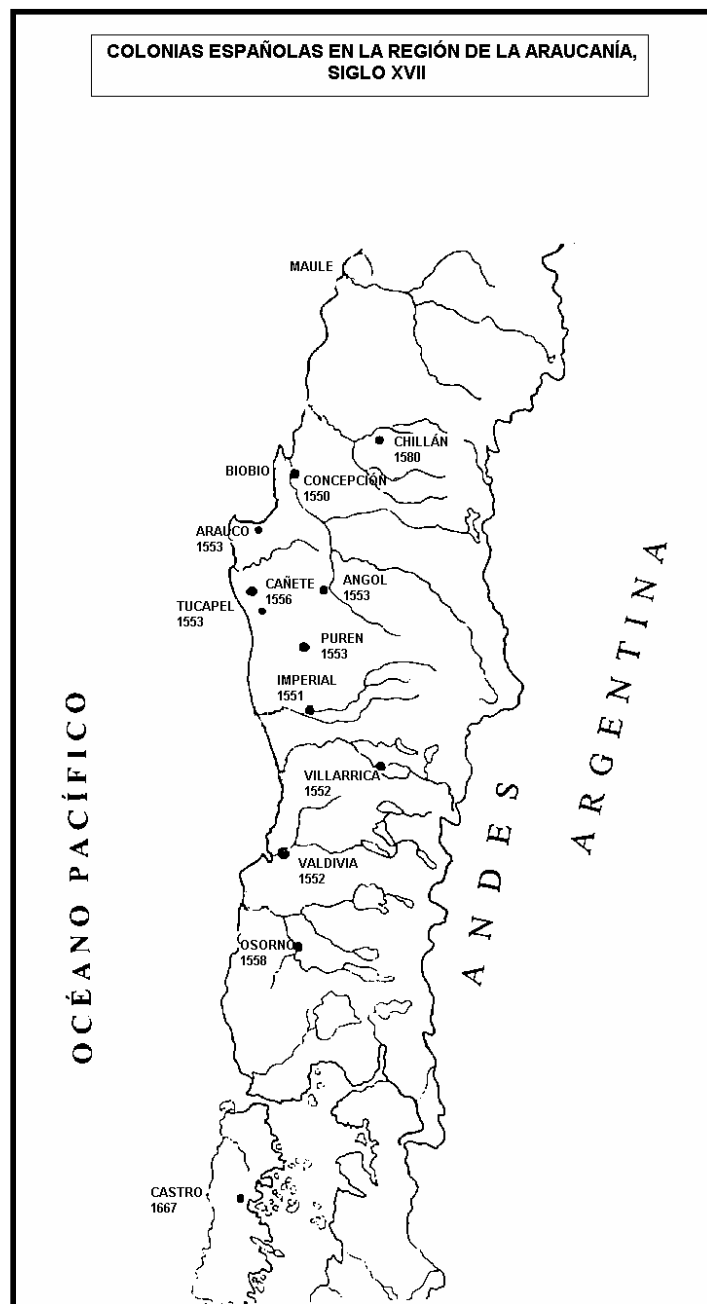 COLONIAS ESPAÑOLAS EN LA REGIÓN DE LA ARAUCANÍA,
SIGLO XVII
MAULE
CHILLÁN
1580
BIOBIO
CONCEPCIÓN
1550
ARAUCO
1553
CAÑETE
1556
ANGOL
1553
TUCAPEL
1553
PUREN
1553
IMPERIAL
1551
VILLARRICA
1552
VALDIVIA
1552
OSORNO
1558
CASTRO
1667
OCÉANO PACÍFICO
ANDES
ARGENTINA